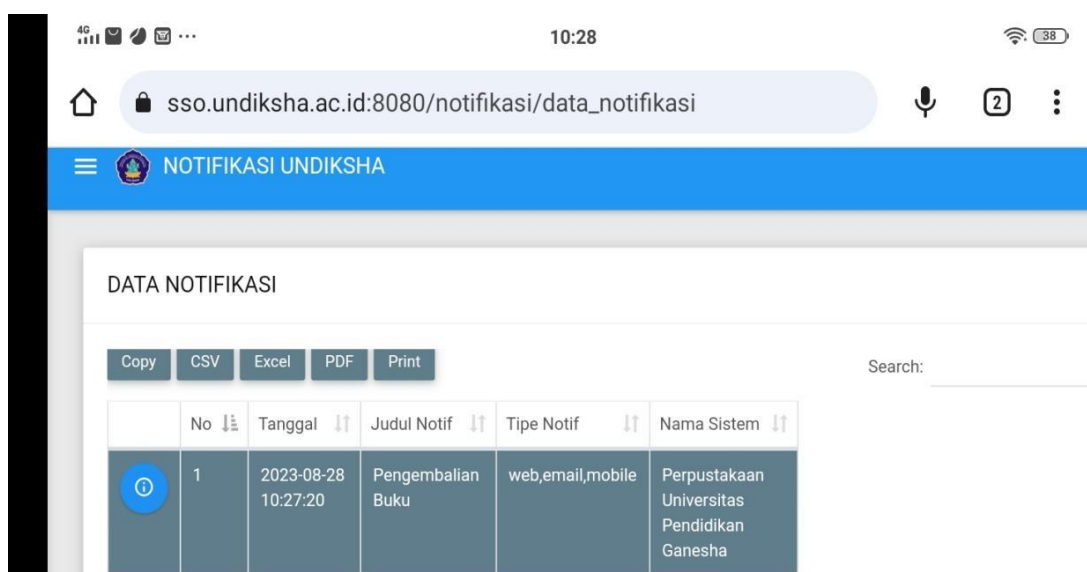 4G ... 10:28 38
sso.undiksha.ac.id:8080/notifikasi/data_notifikasi 2
NOTIFIKASI UNDIKSHA
DATA NOTIFIKASI
Copy CSV Excel PDF Print Search:
No Tanggal Judul Notif Tipe Notif Nama Sistem
1 2023-08-28 Pengembalian web,email,mobile Perpustakaan
10:27:20 Buku Universitas
Pendidikan
Ganesha